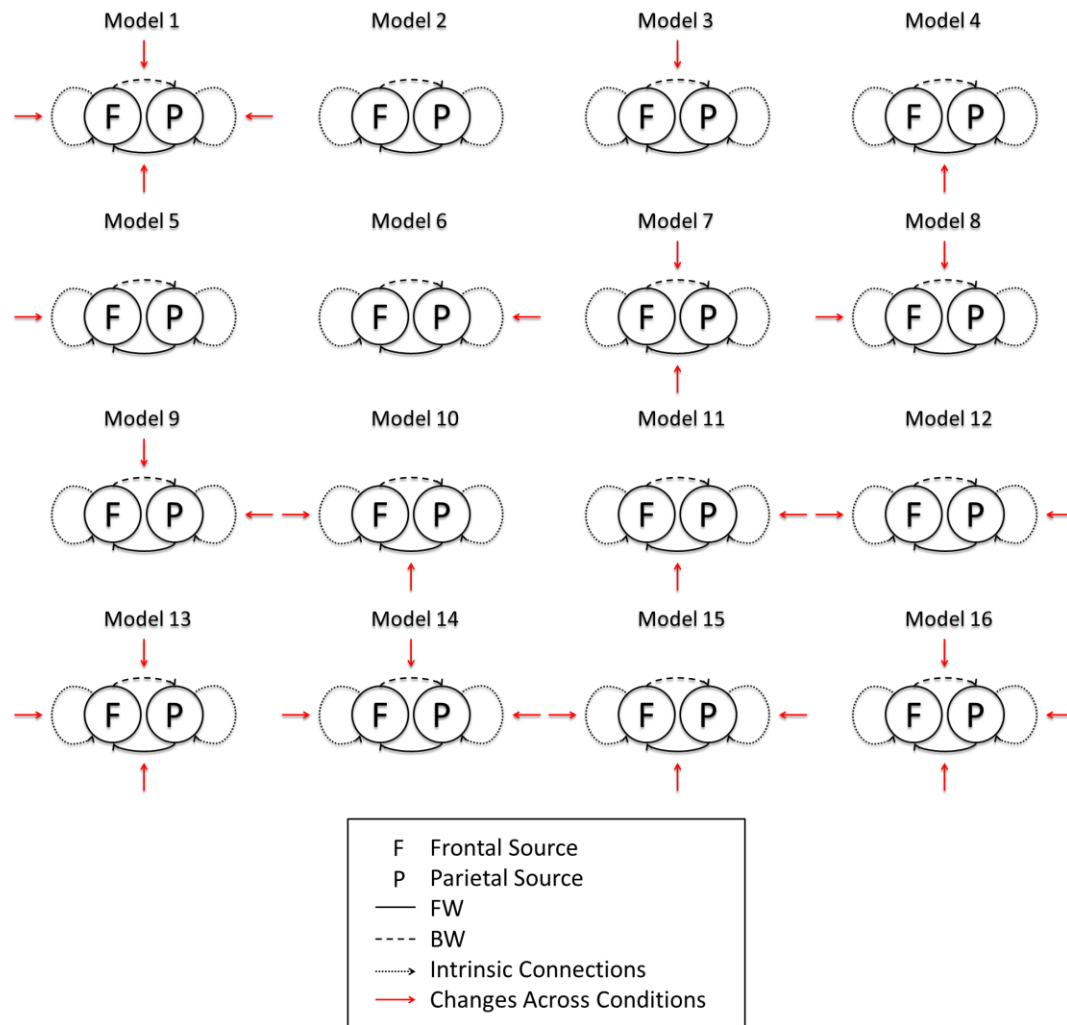 Model 1 Model 2 Model 3 Model 4
F P F P F P F P
Model 5 Model 6 Model 7 Model 8
F P F P F P F P
Model 9 Model 10 Model 11 Model 12
F P F P F P F P
Model 13 Model 14 Model 15 Model 16
F P F P F P F P
F Frontal Source
P Parietal Source
FW
BW
Intrinsic Connections
Changes Across Conditions